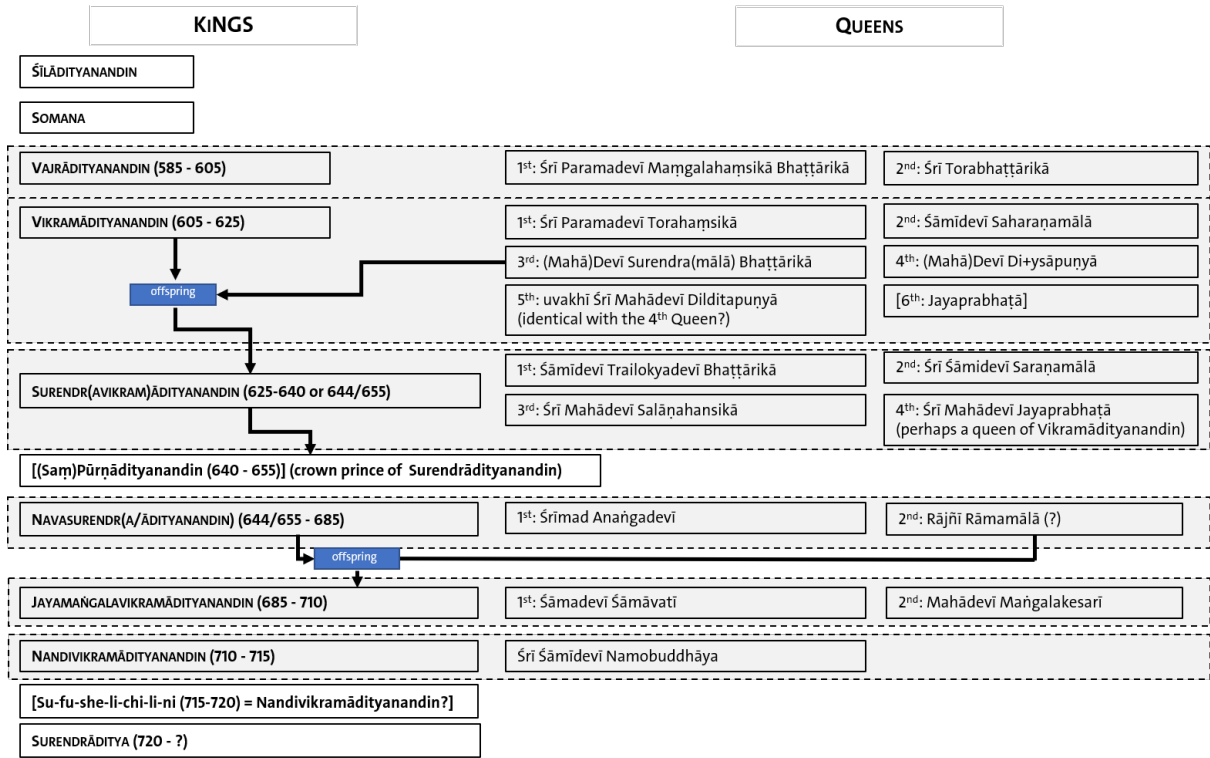 KiNGS
QUEENS
ŚĪLĀDITYANANDIN
SOMANA
VAJRĀDITYANANDIN (585 - 605)
1st: Śrī Paramadevī Maṃgalahaṃsikā Bhaṭṭārikā
2nd: Śrī Torabhaṭṭārikā
VIKRAMĀDITYANANDIN (605 - 625)
1st: Śrī Paramadevī Torahaṃsikā
2nd: Śāmīdevī Saharaṇamālā
3rd: (Mahā)Devī Surendra(mālā) Bhaṭṭārikā
4th: (Mahā)Devī Di+ysāpuṇyā
offspring
5th: uvakhī Śrī Mahādevī Dilditapuṇyā
(identical with the 4th Queen?)
[6th: Jayaprabhaṭā]
SURENDR(AVIKRAM)ĀDITYANANDIN (625-640 or 644/655)
1st: Śāmīdevī Trailokyadevī Bhaṭṭārikā
2nd: Śrī Śāmidevī Saraṇamālā
3rd: Śrī Mahādevī Salāṇahansikā
4th: Śrī Mahādevī Jayaprabhaṭā
(perhaps a queen of Vikramādityanandin)
[(Saṃ)Pūrṇādityanandin (640 - 655)] (crown prince of Surendrādityanandin)
NAVASURENDR(A/ĀDITYANANDIN) (644/655 - 685)
1st: Śrīmad Anaṅgadevī
2nd: Rājñī Rāmamālā (?)
offspring
JAYAMAṄGALAVIKRAMĀDITYANANDIN (685 - 710)
1st: Śāmadevī Śāmāvatī
2nd: Mahādevī Maṅgalakesarī
NANDIVIKRAMĀDITYANANDIN (710 - 715)
Śrī Śāmīdevī Namobuddhāya
[Su-fu-she-li-chi-li-ni (715-720) = Nandivikramādityanandin?]
SURENDRĀDITYA (720 - ?)